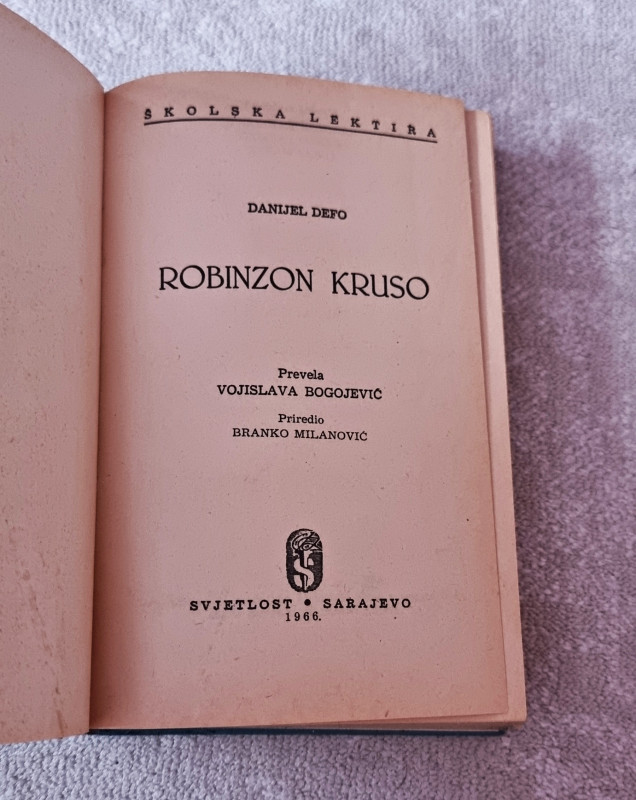 ŠKOLSKA LEKTIRA
DANIJEL DEFO
ROBINZON KRUSO
Prevela
VOJISLAVA BOGOJEVIĆ
Priredio
BRANKO MILANOVIĆ
SVJETLOST • SARAJEVO
1966.